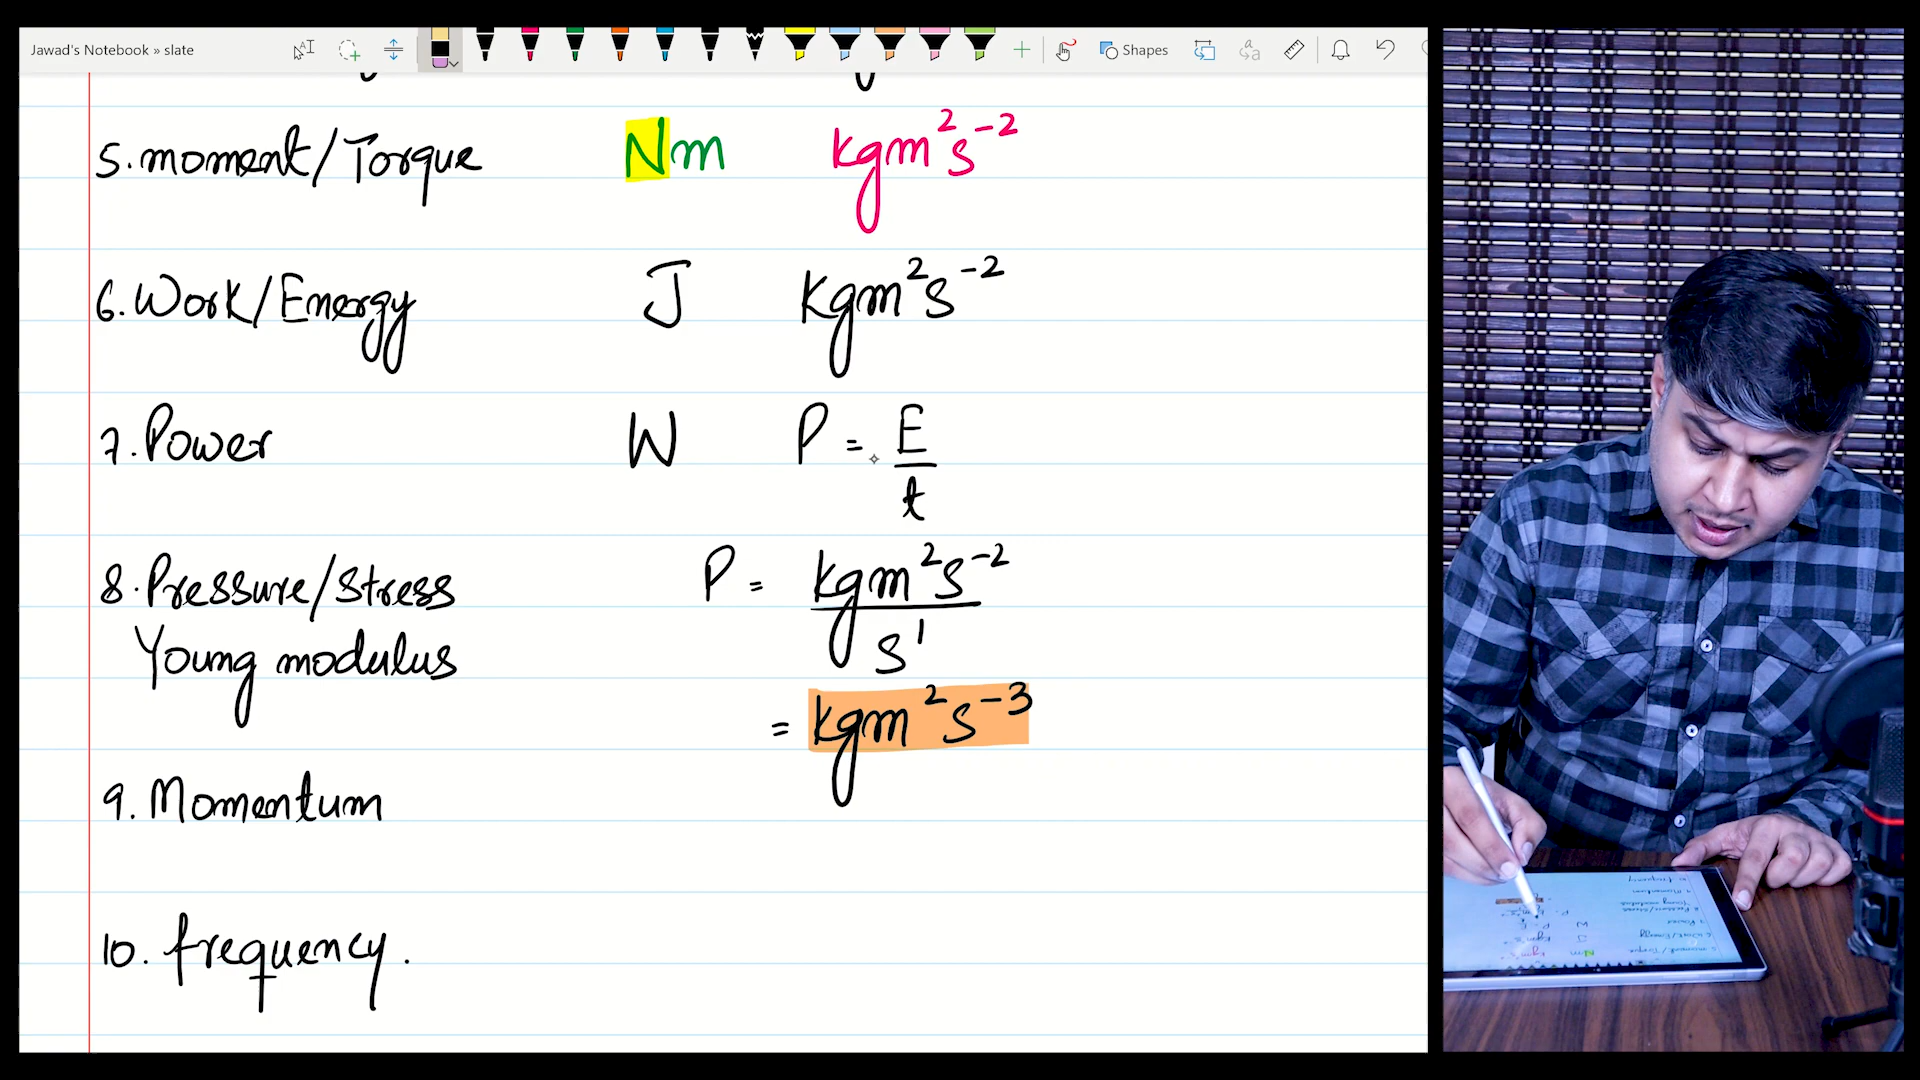 Jawad's Notebook » slate
Shapes
5. moment/Torque Nm kgm²s⁻²
6. Work/Energy J kgm²s⁻²
7. Power W P = E/t
8. Pressure/Stress P = kgm²s⁻²/s¹
Young modulus
= kgm²s⁻³
9. Momentum
10. frequency.